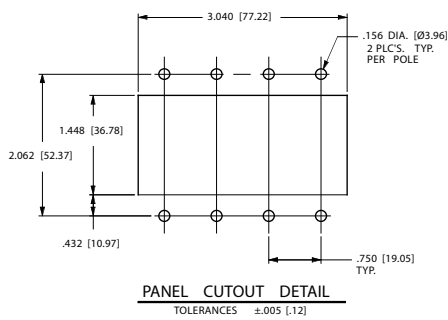 3.040 [77.22]
.156 DIA. [Ø3.96]
2 PLC'S. TYP.
PER POLE
1.448 [36.78]
2.062 [52.37]
.432 [10.97]
.750 [19.05]
TYP.
PANEL CUTOUT DETAIL
TOLERANCES ±.005 [.12]